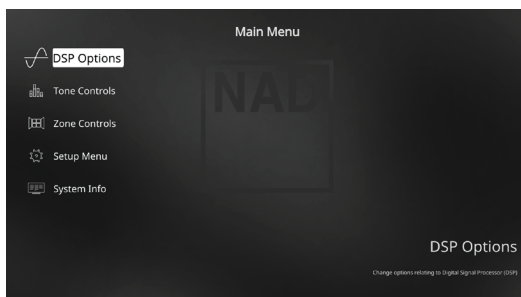 Main Menu
DSP Options
Tone Controls
Zone Controls
Setup Menu
System Info
NAD
DSP Options
Change options relating to Digital Signal Processor (DSP)